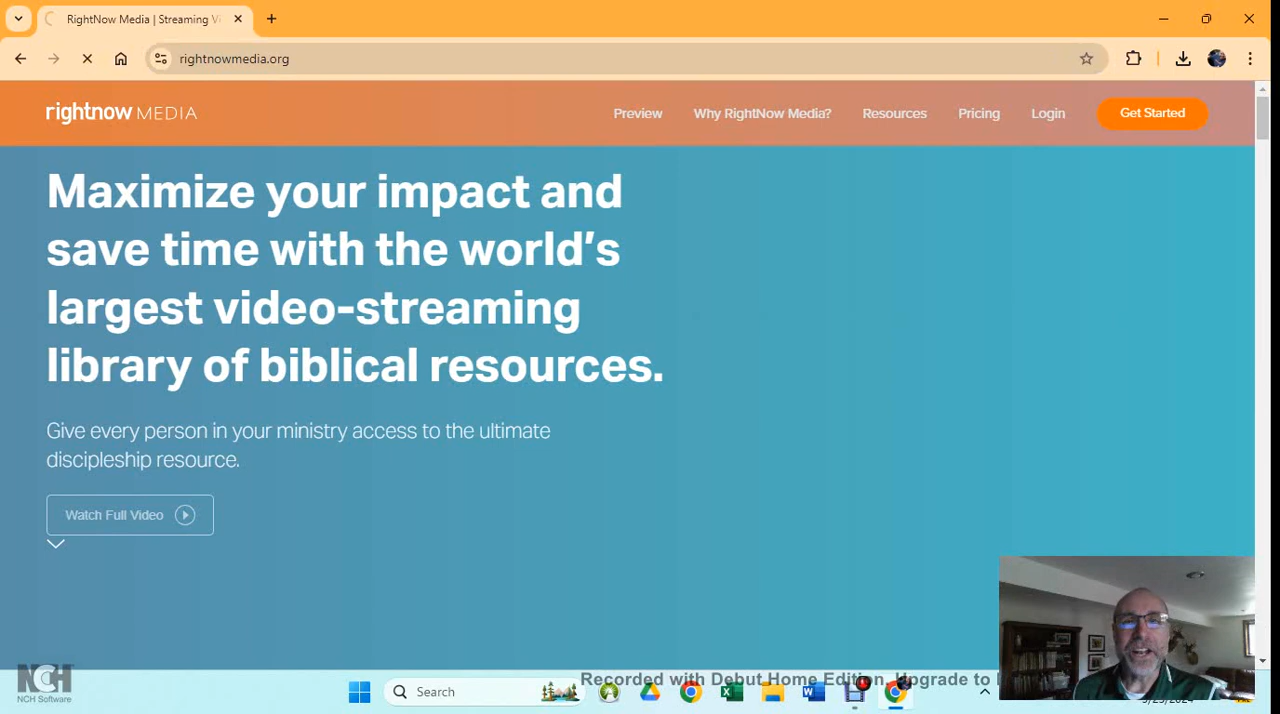 RightNow Media | Streaming Vi
rightnowmedia.org
rightnow MEDIA
Preview
Why RightNow Media?
Resources
Pricing
Login
Get Started
Maximize your impact and
save time with the world's
largest video-streaming
library of biblical resources.
Give every person in your ministry access to the ultimate
discipleship resource.
Watch Full Video
NCH
NCH Software
Search
Recorded with Debut Home Edition. Upgrade to